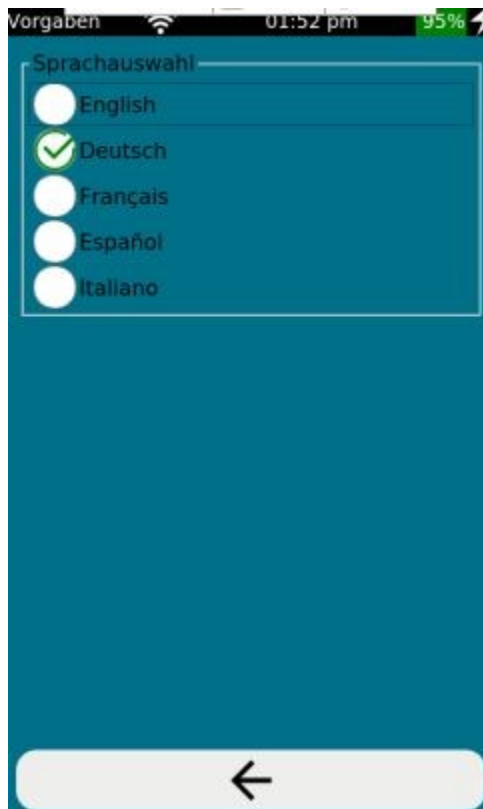 Vorgaben 01:52 pm 95%
Sprachauswahl
English
Deutsch
Français
Español
Italiano